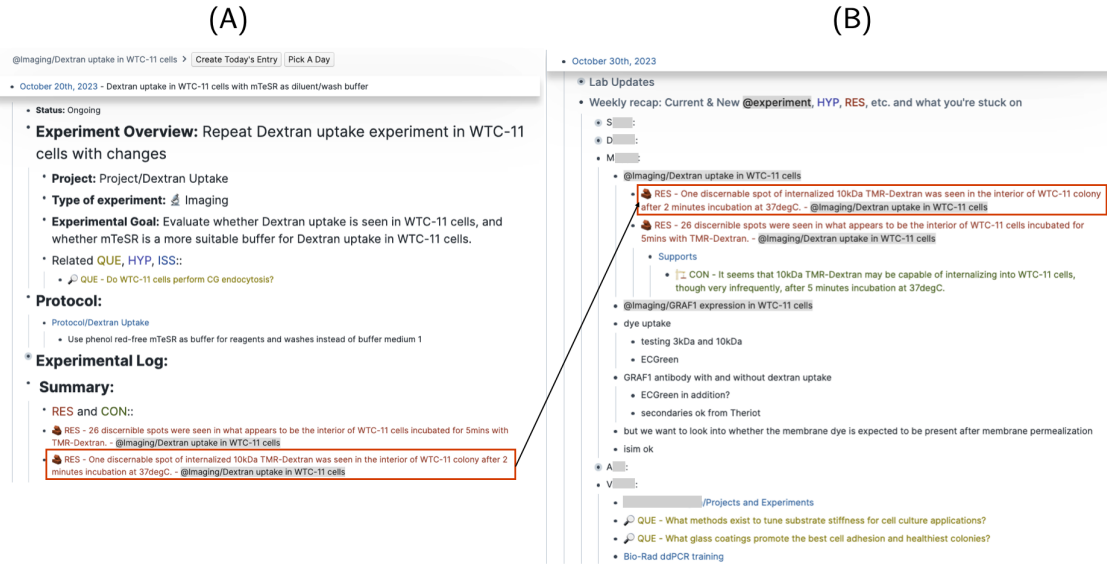 (A)
@Imaging/Dextran uptake in WTC-11 cells > Create Today's Entry Pick A Day
October 20th, 2023 - Dextran uptake in WTC-11 cells with mTeSR as diluent/wash buffer
Status: Ongoing
Experiment Overview: Repeat Dextran uptake experiment in WTC-11
cells with changes
Project: Project/Dextran Uptake
Type of experiment: 🔬 Imaging
Experimental Goal: Evaluate whether Dextran uptake is seen in WTC-11 cells, and
whether mTeSR is a more suitable buffer for Dextran uptake in WTC-11 cells.
Related QUE, HYP, ISS::
QUE - Do WTC-11 cells perform CG endocytosis?
Protocol:
Protocol/Dextran Uptake
Use phenol red-free mTeSR as buffer for reagents and washes instead of buffer medium 1
Experimental Log:
Summary:
RES and CON::
RES - 26 discernible spots were seen in what appears to be the interior of WTC-11 cells incubated for 5mins with
TMR-Dextran. - @Imaging/Dextran uptake in WTC-11 cells
RES - One discernable spot of internalized 10kDa TMR-Dextran was seen in the interior of WTC-11 colony after 2
minutes incubation at 37degC. - @Imaging/Dextran uptake in WTC-11 cells
(B)
October 30th, 2023
Lab Updates
Weekly recap: Current & New @experiment, HYP, RES, etc. and what you're stuck on
S :
D :
M :
@Imaging/Dextran uptake in WTC-11 cells
RES - One discernable spot of internalized 10kDa TMR-Dextran was seen in the interior of WTC-11 colony
after 2 minutes incubation at 37degC. - @Imaging/Dextran uptake in WTC-11 cells
RES - 26 discernible spots were seen in what appears to be the interior of WTC-11 cells incubated for
5mins with TMR-Dextran. - @Imaging/Dextran uptake in WTC-11 cells
Supports
CON - It seems that 10kDa TMR-Dextran may be capable of internalizing into WTC-11 cells,
though very infrequently, after 5 minutes incubation at 37degC.
@Imaging/GRAF1 expression in WTC-11 cells
dye uptake
testing 3kDa and 10kDa
ECGreen
GRAF1 antibody with and without dextran uptake
ECGreen in addition?
secondaries ok from Theriot
but we want to look into whether the membrane dye is expected to be present after membrane permealization
isim ok
A :
V :
/Projects and Experiments
QUE - What methods exist to tune substrate stiffness for cell culture applications?
QUE - What glass coatings promote the best cell adhesion and healthiest colonies?
Bio-Rad ddPCR training